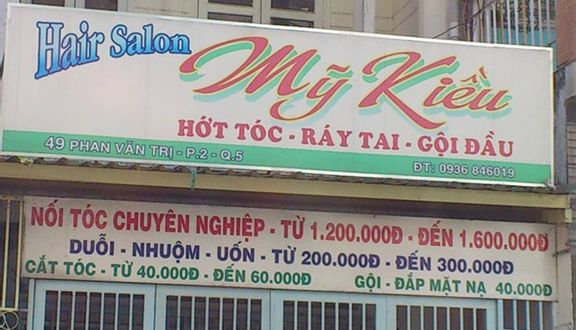 Hair Salon
Mỹ Kiều
HỚT TÓC - RÁY TAI - GỘI ĐẦU
49 PHAN VĂN TRỊ - P.2 - Q.5
ĐT: 0936 846019
NỐI TÓC CHUYÊN NGHIỆP - TỪ 1.200.000Đ - ĐẾN 1.600.000Đ
DUỖI - NHUỘM - UỐN - TỪ 200.000Đ - ĐẾN 300.000Đ
CẮT TÓC - TỪ 40.000Đ - ĐẾN 60.000Đ GỘI - ĐẮP MẶT NẠ 40.000Đ